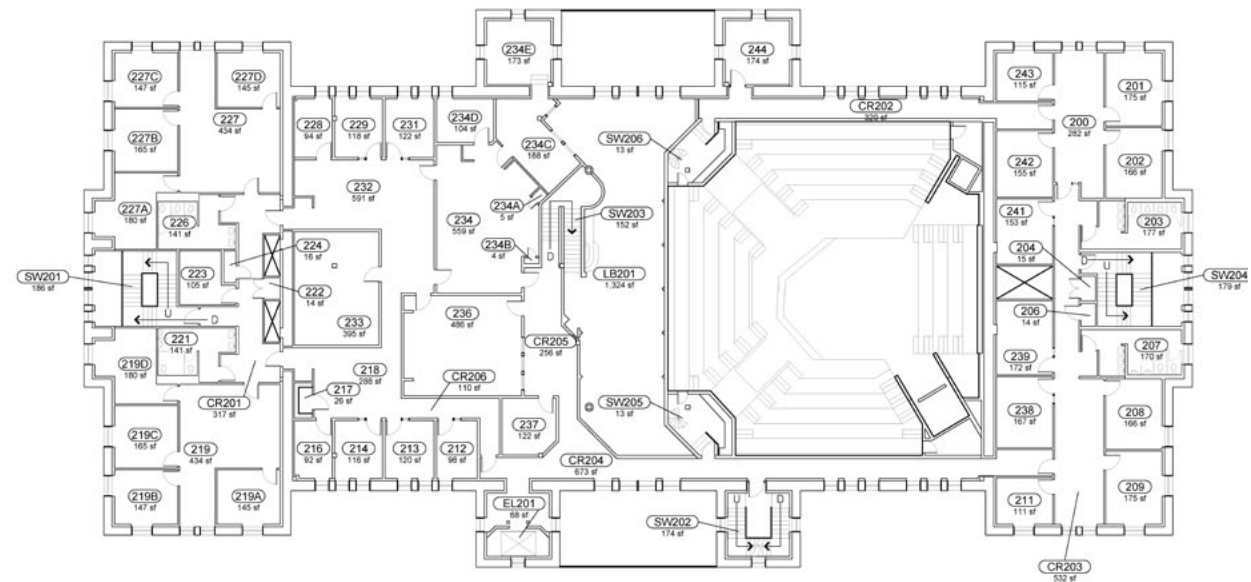 234E
173 sf
244
174 sf
227C
147 sf
227D
145 sf
227
434 sf
227B
165 sf
227A
180 sf
226
141 sf
228
94 sf
229
118 sf
231
122 sf
234D
104 sf
234C
188 sf
232
591 sf
234
559 sf
234A
5 sf
234B
4 sf
SW206
13 sf
SW203
152 sf
LB201
1,324 sf
CR202
320 sf
243
115 sf
201
175 sf
200
282 sf
242
155 sf
202
166 sf
241
153 sf
203
177 sf
204
15 sf
SW204
179 sf
206
14 sf
207
170 sf
239
172 sf
238
167 sf
208
166 sf
209
175 sf
211
111 sf
CR203
532 sf
SW201
186 sf
224
16 sf
223
105 sf
222
14 sf
233
395 sf
236
486 sf
CR205
256 sf
221
141 sf
219D
180 sf
CR201
317 sf
218
288 sf
217
26 sf
CR206
110 sf
237
122 sf
SW205
13 sf
219C
165 sf
219
434 sf
219B
147 sf
219A
145 sf
216
92 sf
214
116 sf
213
120 sf
212
98 sf
CR204
673 sf
EL201
68 sf
SW202
174 sf
U
D
D
D
U
U
D